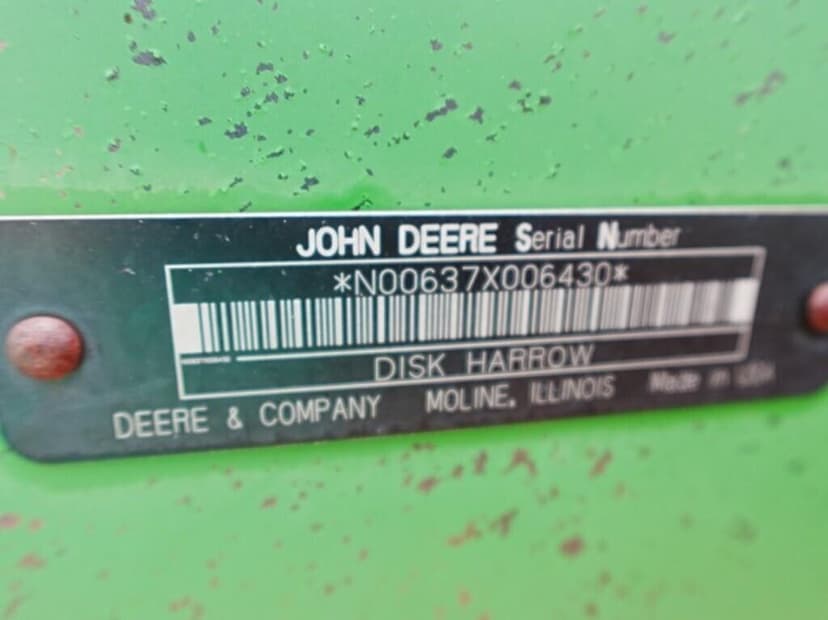 JOHN DEERE Serial Number
*N00637X006430*
DISK HARROW
DEERE & COMPANY MOLINE, ILLINOIS Made in USA